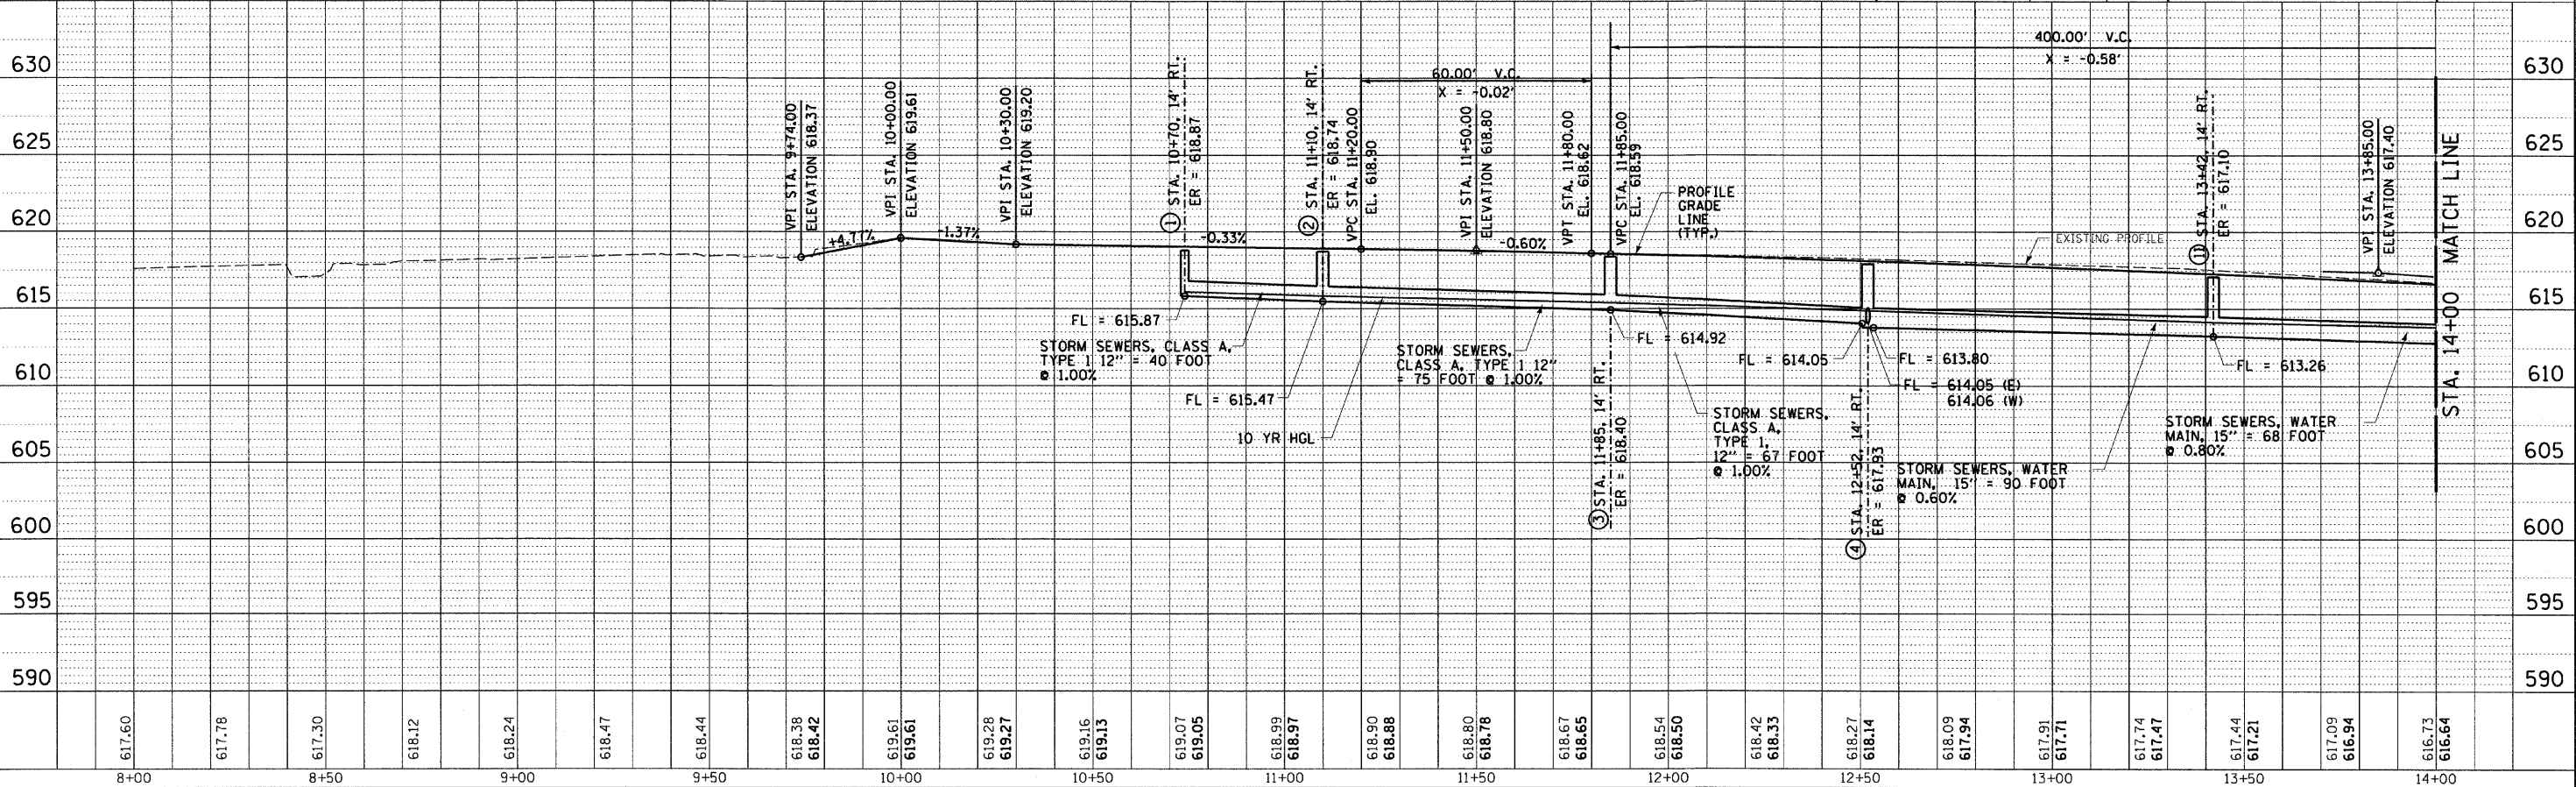 400.00' V.C.
X = -0.58'
630
630
60.00' V.C.
X = -0.02'
VPI STA. 9+74.00
ELEVATION 618.37
VPI STA. 10+00.00
ELEVATION 619.61
VPI STA. 10+30.00
ELEVATION 619.20
1 STA. 10+70, 14' RT.
ER = 618.87
2 STA. 11+10, 14' RT.
ER = 618.74
VPC STA. 11+20.00
EL. 618.90
VPI STA. 11+50.00
ELEVATION 618.80
VPT STA. 11+80.00
EL. 618.62
VPC STA. 11+85.00
EL. 618.59
11 STA. 13+42, 14' RT.
ER = 617.10
VPI STA. 13+85.00
ELEVATION 617.40
STA. 14+00 MATCH LINE
625
625
PROFILE
GRADE
LINE
(TYP.)
620
620
+4.77%
-1.37%
-0.33%
-0.60%
EXISTING PROFILE
615
615
FL = 615.87
STORM SEWERS, CLASS A,
TYPE 1 12" = 40 FOOT
@ 1.00%
STORM SEWERS,
CLASS A, TYPE 1 12"
= 75 FOOT @ 1.00%
FL = 614.92
FL = 614.05
FL = 613.80
FL = 614.05 (E)
614.06 (W)
FL = 613.26
610
610
FL = 615.47
10 YR HGL
3 STA. 11+85, 14' RT.
ER = 618.40
STORM SEWERS,
CLASS A,
TYPE 1,
12" = 67 FOOT
@ 1.00%
4 STA. 12+52, 14' RT.
ER = 617.93
STORM SEWERS, WATER
MAIN, 15" = 90 FOOT
@ 0.60%
STORM SEWERS, WATER
MAIN, 15" = 68 FOOT
@ 0.80%
605
605
600
600
595
595
590
590
617.60
617.78
617.30
618.12
618.24
618.47
618.44
618.38
618.42
619.61
619.61
619.28
619.27
619.16
619.13
619.07
619.05
618.99
618.97
618.90
618.88
618.80
618.78
618.67
618.65
618.54
618.50
618.42
618.33
618.27
618.14
618.09
617.94
617.91
617.71
617.74
617.47
617.44
617.21
617.09
616.94
616.73
616.64
8+00
8+50
9+00
9+50
10+00
10+50
11+00
11+50
12+00
12+50
13+00
13+50
14+00